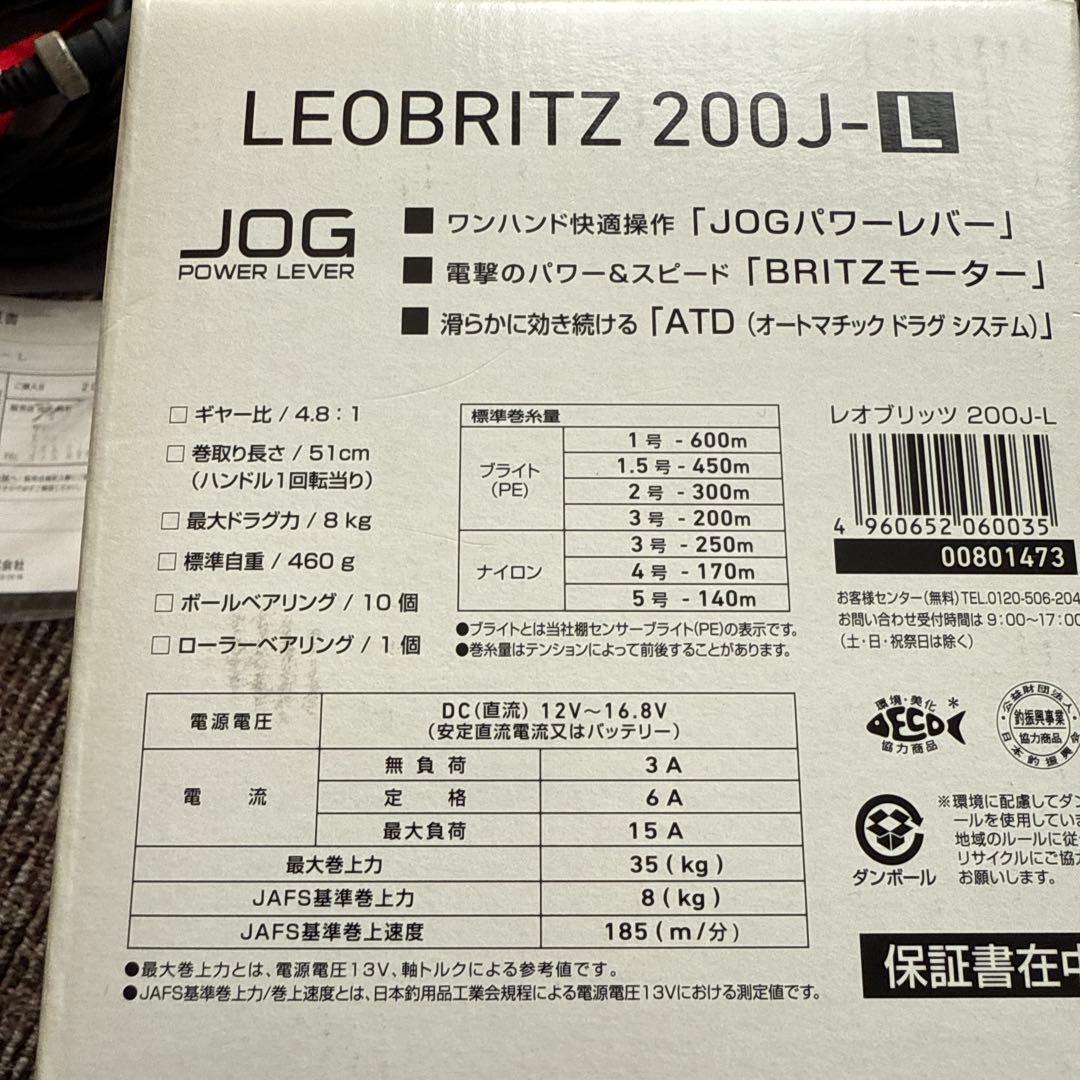 LEOBRITZ 200J-L
JOG
POWER LEVER
■ ワンハンド快適操作「JOGパワーレバー」
■ 電撃のパワー&スピード「BRITZモーター」
■ 滑らかに効き続ける「ATD（オートマチック ドラグ システム）」
□ ギヤー比 / 4.8：1
□ 巻取り長さ / 51cm
（ハンドル1回転当り）
□ 最大ドラグ力 / 8 kg
□ 標準自重 / 460 g
□ ボールベアリング / 10 個
□ ローラーベアリング / 1 個
標準巻糸量
ブライト
(PE)
1 号 - 600m
1.5 号 - 450m
2 号 - 300m
3 号 - 200m
ナイロン
3 号 - 250m
4 号 - 170m
5 号 - 140m
●ブライトとは当社棚センサーブライト(PE)の表示です。
●巻糸量はテンションによって前後することがあります。
レオブリッツ 200J-L
4 960652 060035
00801473
お客様センター（無料）TEL.0120-506-204
お問い合わせ受付時間は 9：00〜17：00
（土・日・祝祭日は除く）
電源電圧
DC（直流）12V〜16.8V
（安定直流電流又はバッテリー）
電 流
無 負 荷 3 A
定 格 6 A
最大負荷 15 A
最大巻上力 35 ( kg )
JAFS基準巻上力 8 ( kg )
JAFS基準巻上速度 185 ( m/分 )
●最大巻上力とは、電源電圧13V、軸トルクによる参考値です。
●JAFS基準巻上力/巻上速度とは、日本釣用品工業会規程による電源電圧13Vにおける測定値です。
環境・美化
DECO*
協力商品
公益財団法人
釣振興事業
協力商品
日本釣振興会
ダンボール
※環境に配慮してダン
ールを使用していま
地域のルールに従っ
リサイクルにご協力
お願いします。
保証書在中
ご購入日